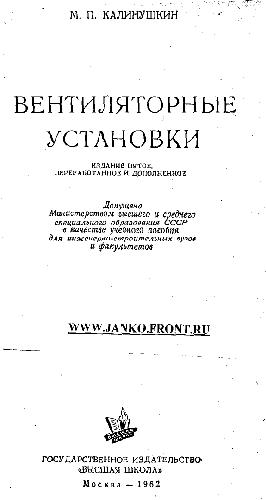 М. П. КАЛИНУШКИН
ВЕНТИЛЯТОРНЫЕ
УСТАНОВКИ
ИЗДАНИЕ ПЯТОЕ,
ПЕРЕРАБОТАННОЕ И ДОПОЛНЕННОЕ
Допущено
Министерством высшего и среднего
специального образования СССР
в качестве учебного пособия
для инженерно-строительных вузов
и факультетов
WWW.JANKO.FRONT.RU
ГОСУДАРСТВЕННОЕ ИЗДАТЕЛЬСТВО
«ВЫСШАЯ ШКОЛА»
Москва — 1962